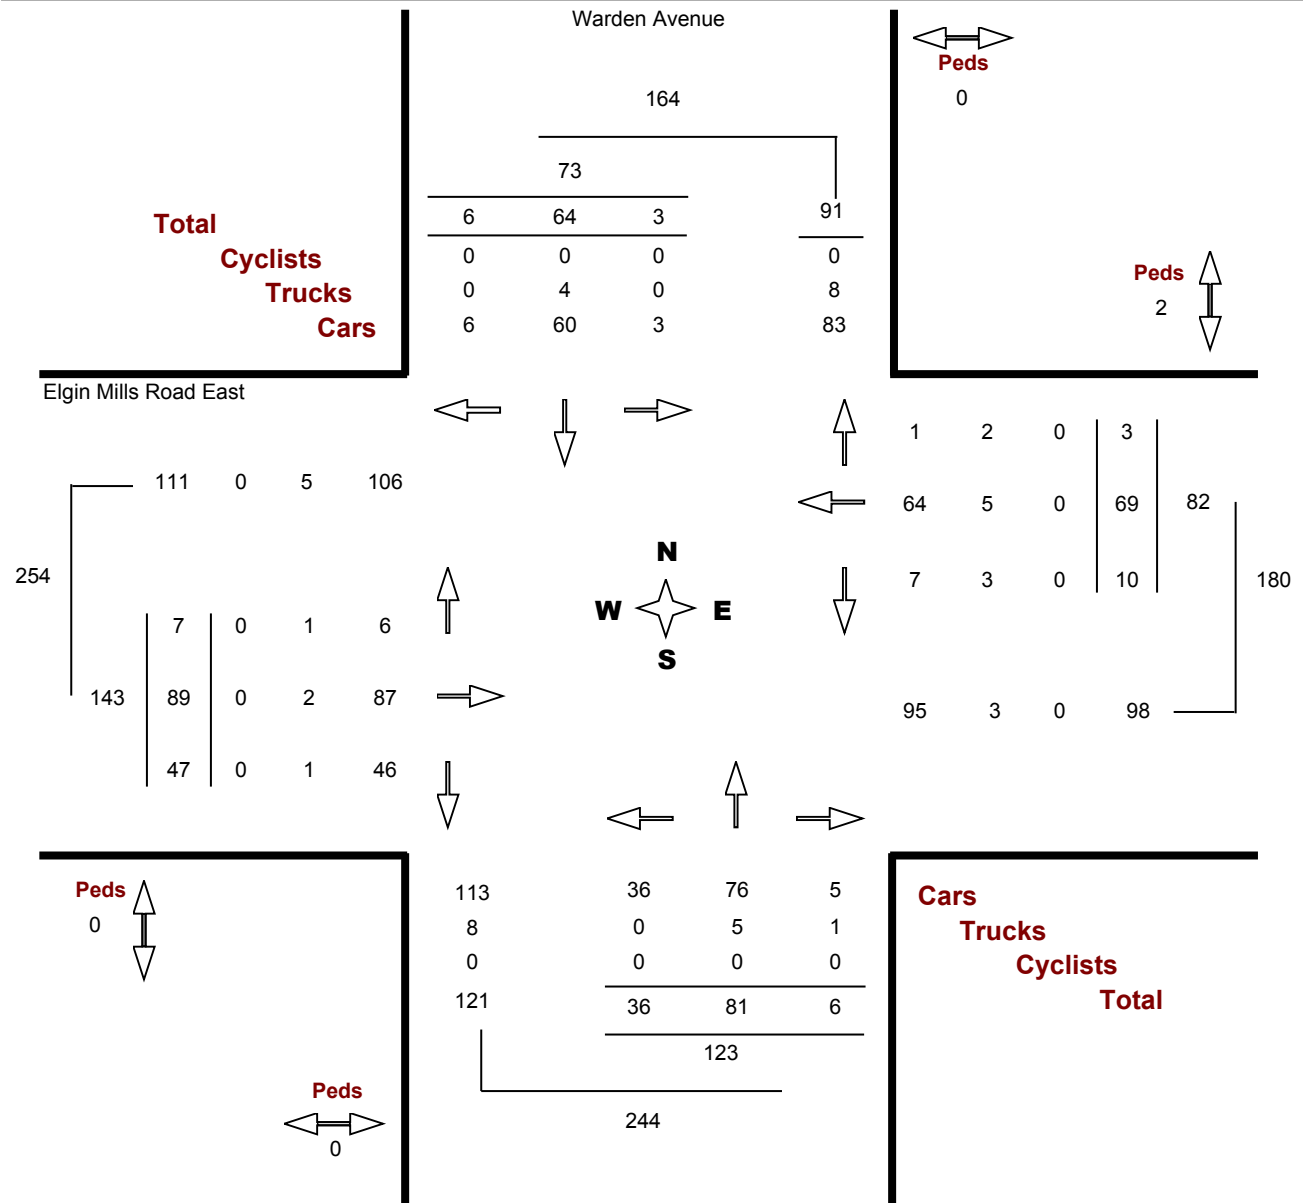 Warden Avenue
Peds
0
164
73
6 64 3 91
Total
0 0 0 0
Cyclists
0 4 0 8
Trucks
6 60 3 83
Cars
Peds
2
Elgin Mills Road East
1 2 0 3
111 0 5 106
64 5 0 69 82
N
254
7 3 0 10 180
W E
7 0 1 6
S
143 89 0 2 87
95 3 0 98
47 0 1 46
Peds
0
113 36 76 5
Cars
8 0 5 1
Trucks
0 0 0 0
Cyclists
121 36 81 6
Total
123
Peds
0
244